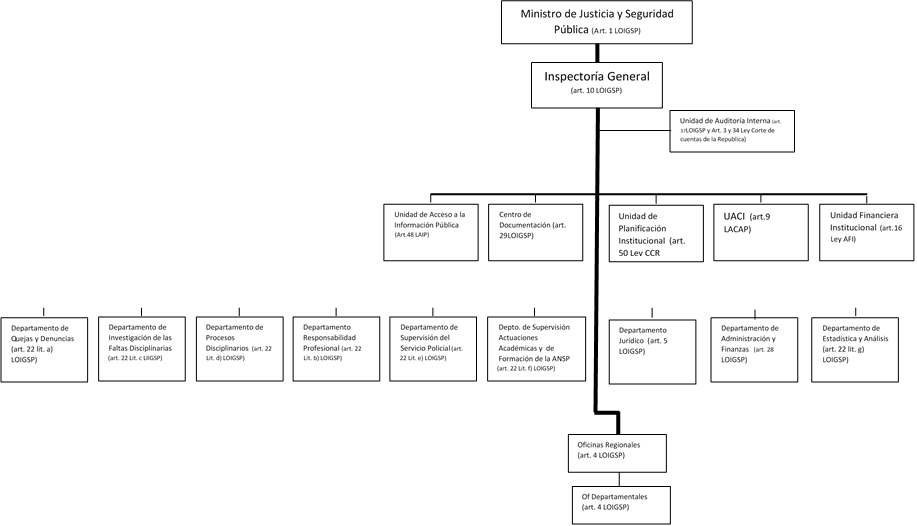 Ministro de Justicia y Seguridad
Pública (Art. 1 LOIGSP)
Inspectoría General
(art. 10 LOIGSP)
Unidad de Auditoría Interna (art.
37LOIGSP y Art. 3 y 34 Ley Corte de
cuentas de la Republica)
Unidad de Acceso a la
Información Pública
(Art.48 LAIP)
Centro de
Documentación (art.
29LOIGSP)
Unidad de
Planificación
Institucional (art.
50 Lev CCR
UACI (art.9
LACAP)
Unidad Financiera
Institucional (art.16
Ley AFI)
Departamento de
Quejas y Denuncias
(art. 22 lit. a)
LOIGSP)
Departamento de
Investigación de las
Faltas Disciplinarias
(art. 22 Lit. c LIIGSP)
Departamento de
Procesos
Disciplinarios (art. 22
Lit. d) LOIGSP)
Departamento
Responsabilidad
Profesional (art. 22
Lit. b) LOIGSP)
Departamento de
Supervisión del
Servicio Policial(art.
22 Lit. e) LOIGSP)
Depto. de Supervisión
Actuaciones
Académicas y de
Formación de la ANSP
(art. 22 Lit. f) LOIGSP)
Departamento
Jurídico (art. 5
LOIGSP)
Departamento de
Administración y
Finanzas (art. 28
LOIGSP)
Departamento de
Estadística y Análisis
(art. 22 lit. g)
LOIGSP)
Oficinas Regionales
(art. 4 LOIGSP)
Of Departamentales
(art. 4 LOIGSP)